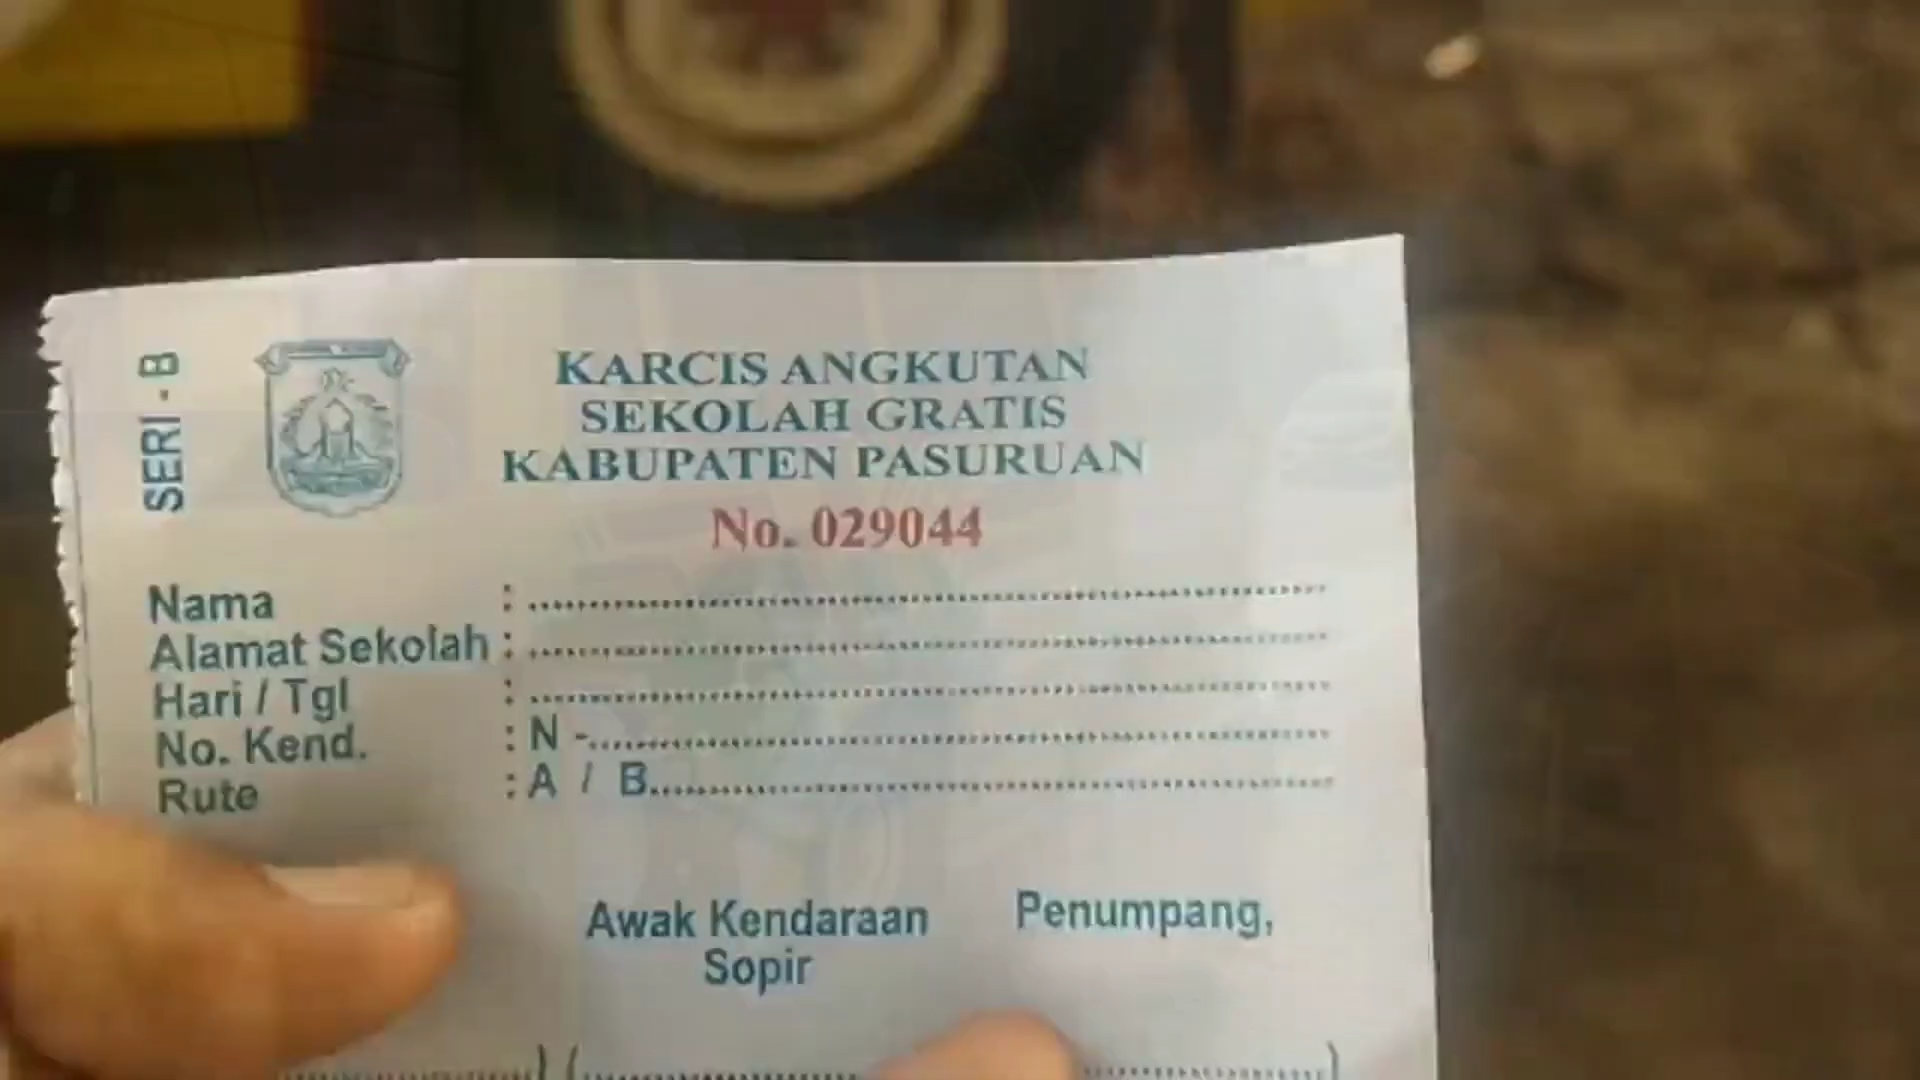 SERI - B
KARCIS ANGKUTAN
SEKOLAH GRATIS
KABUPATEN PASURUAN
No. 029044
Nama : ........................
Alamat Sekolah : ........................
Hari / Tgl : ........................
No. Kend. : N -........................
Rute : A / B........................
Awak Kendaraan Penumpang,
Sopir